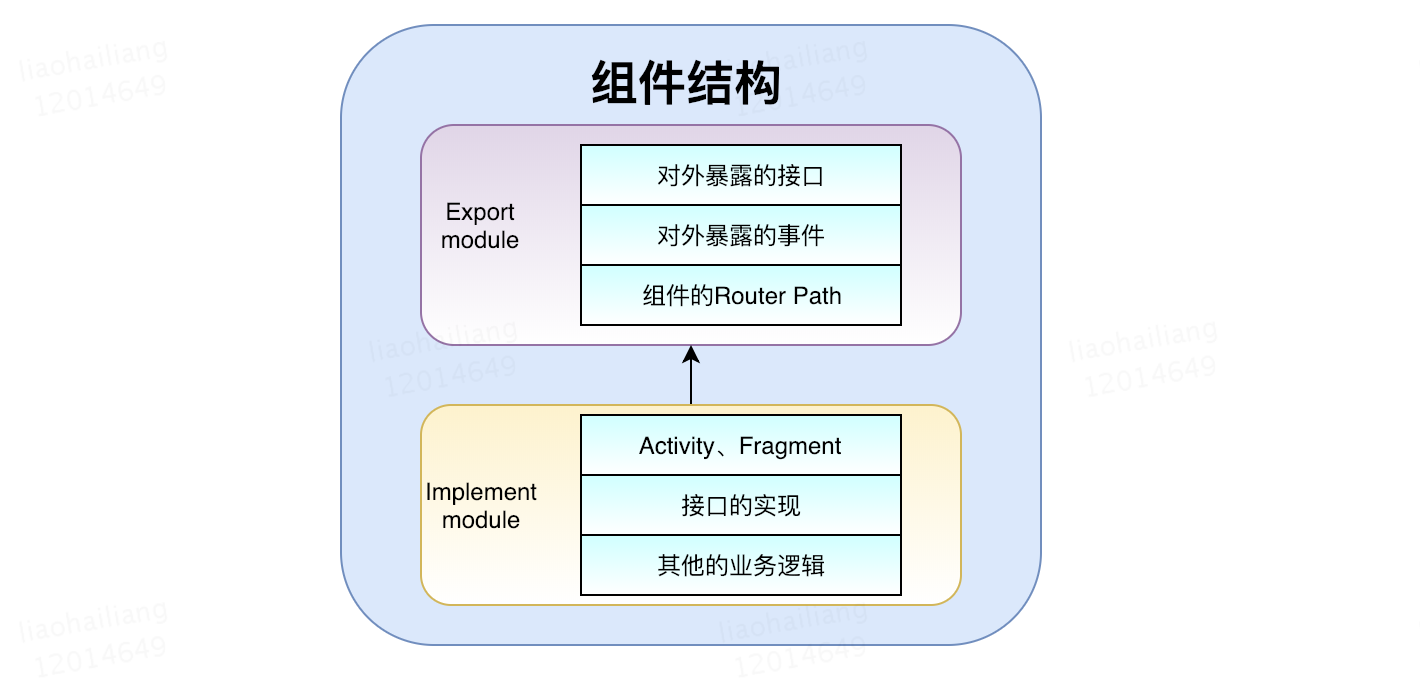 liaohailiang
12014649
liaohailiang
12014649
组件结构
Export
module
对外暴露的接口
对外暴露的事件
组件的Router Path
liaohailiang
12014649
liaohailiang
12014649
Implement
module
Activity、Fragment
接口的实现
其他的业务逻辑
liaohailiang
12014649
liaohailiang
12014649